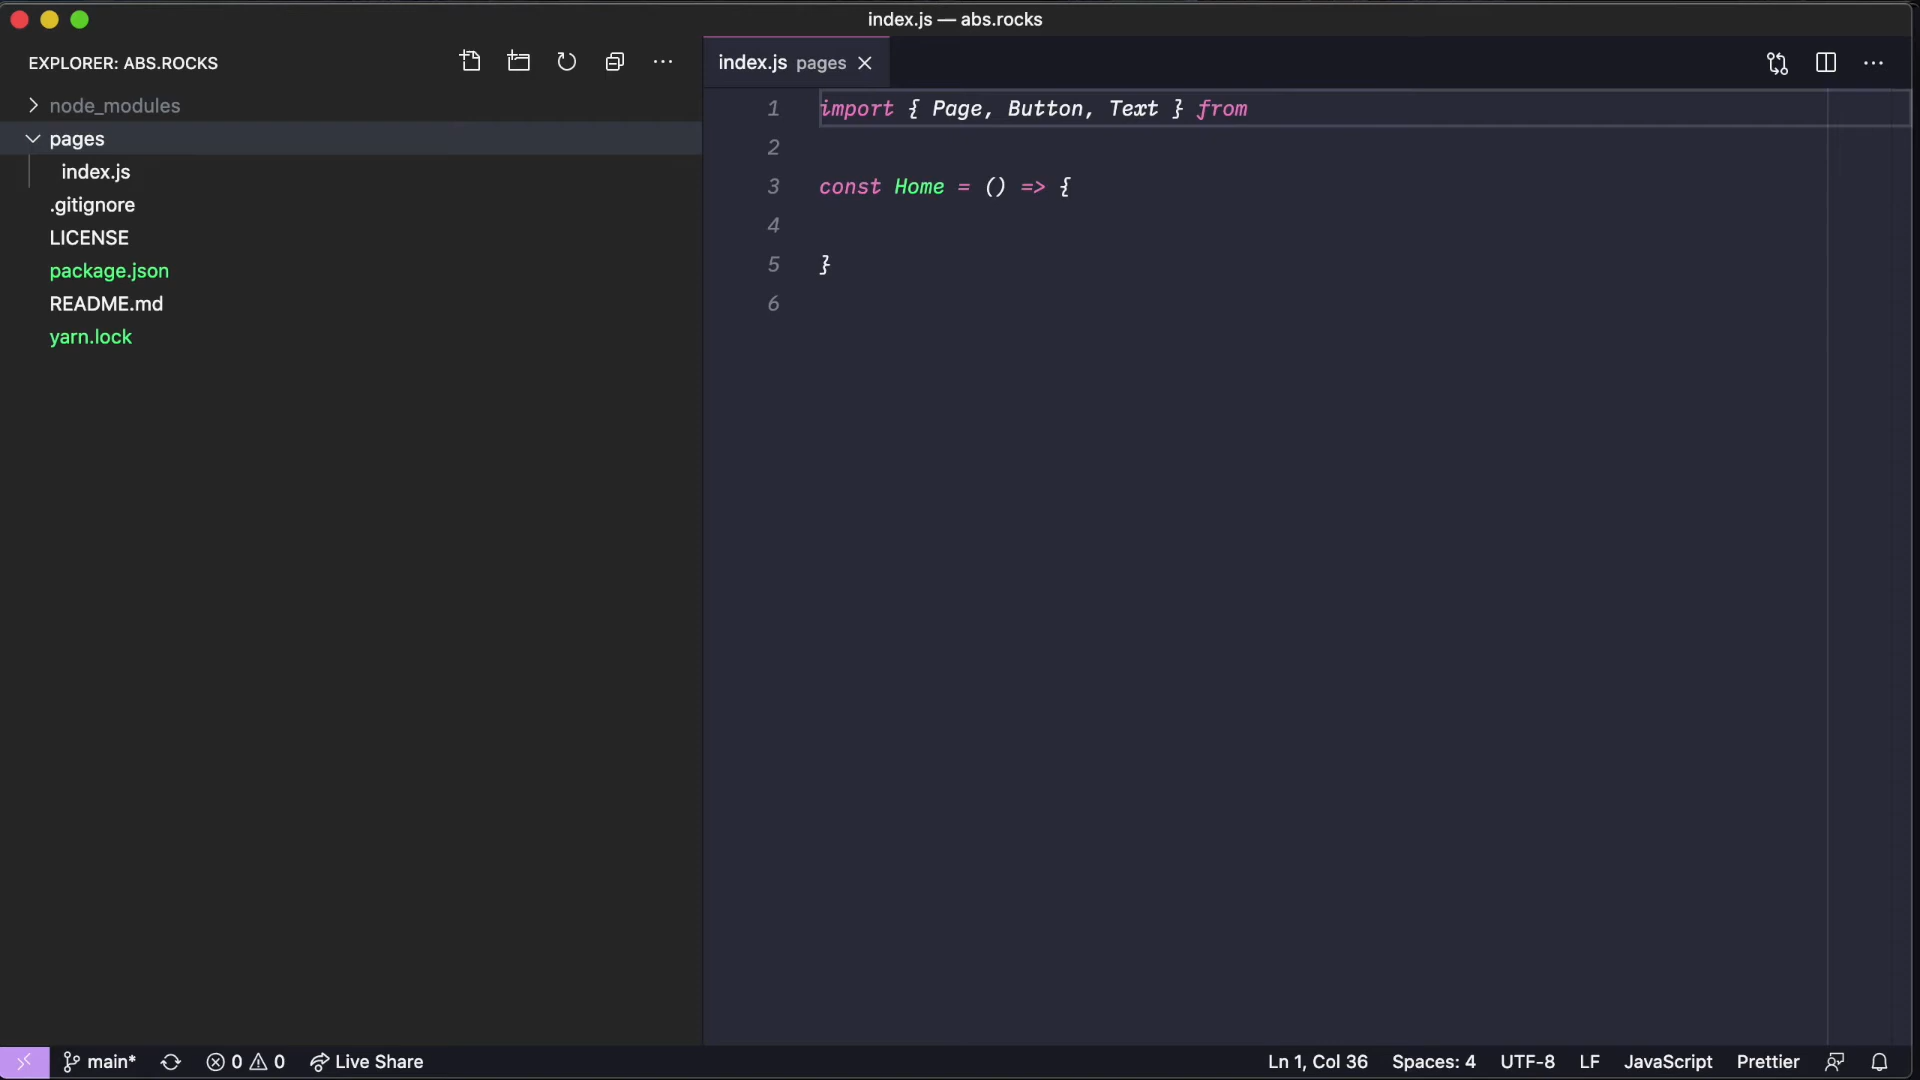 index.js — abs.rocks
EXPLORER: ABS.ROCKS
node_modules
pages
index.js
.gitignore
LICENSE
package.json
README.md
yarn.lock
index.js pages
1 import { Page, Button, Text } from
2
3 const Home = () => {
4
5 }
6
main* 0 0 Live Share
Ln 1, Col 36 Spaces: 4 UTF-8 LF JavaScript Prettier